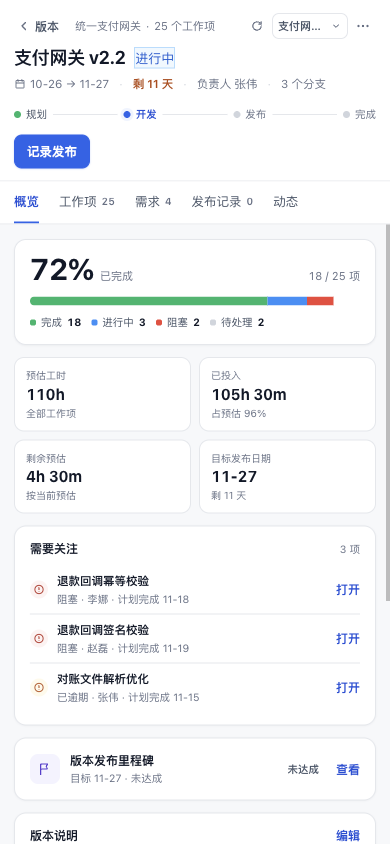 版本 统一支付网关 · 25 个工作项 支付网...
支付网关 v2.2 进行中
10-26 → 11-27 · 剩 11 天 · 负责人 张伟 · 3 个分支
规划 开发 发布 完成
记录发布
概览 工作项 25 需求 4 发布记录 0 动态
72% 已完成 18 / 25 项
完成 18 进行中 3 阻塞 2 待处理 2
预估工时 已投入
110h 105h 30m
全部工作项 占预估 96%
剩余预估 目标发布日期
4h 30m 11-27
按当前预估 剩 11 天
需要关注 3 项
退款回调幂等校验
阻塞 · 李娜 · 计划完成 11-18 打开
退款回调签名校验
阻塞 · 赵磊 · 计划完成 11-19 打开
对账文件解析优化
已逾期 · 张伟 · 计划完成 11-15 打开
版本发布里程碑
目标 11-27 · 未达成 未达成 查看
版本说明 编辑